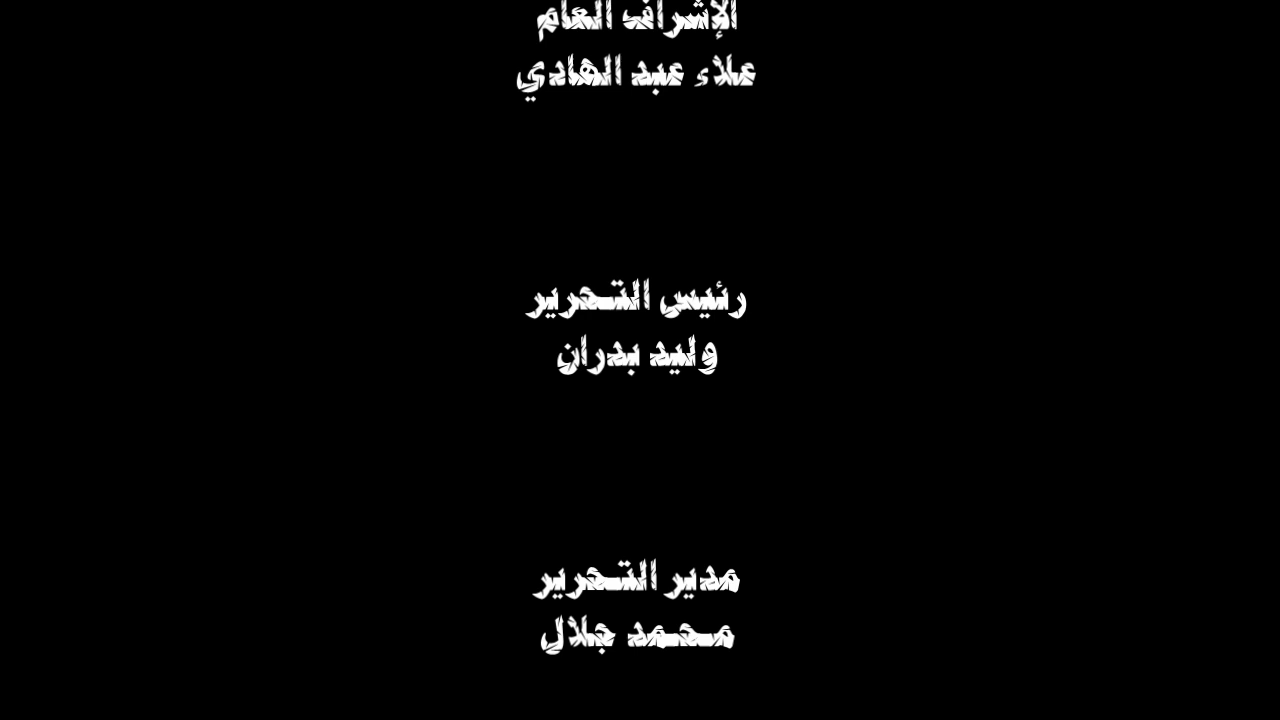 الإشراف العام
علاء عبد الهادي
رئيس التحرير
وليد بدران
مدير التحرير
محمد جلال